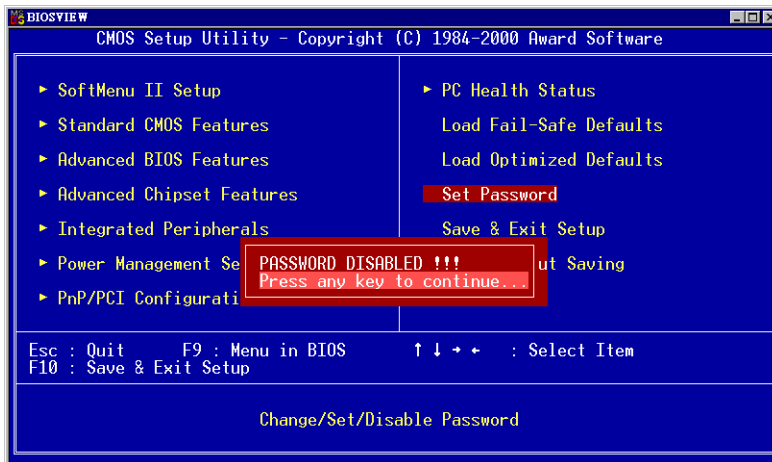 BIOSVIEW
CMOS Setup Utility - Copyright (C) 1984-2000 Award Software
► SoftMenu II Setup
► Standard CMOS Features
► Advanced BIOS Features
► Advanced Chipset Features
► Integrated Peripherals
► Power Management Se
► PnP/PCI Configurati
► PC Health Status
Load Fail-Safe Defaults
Load Optimized Defaults
Set Password
Save & Exit Setup
ut Saving
PASSWORD DISABLED !!!
Press any key to continue...
Esc : Quit F9 : Menu in BIOS ↑ ↓ → ← : Select Item
F10 : Save & Exit Setup
Change/Set/Disable Password